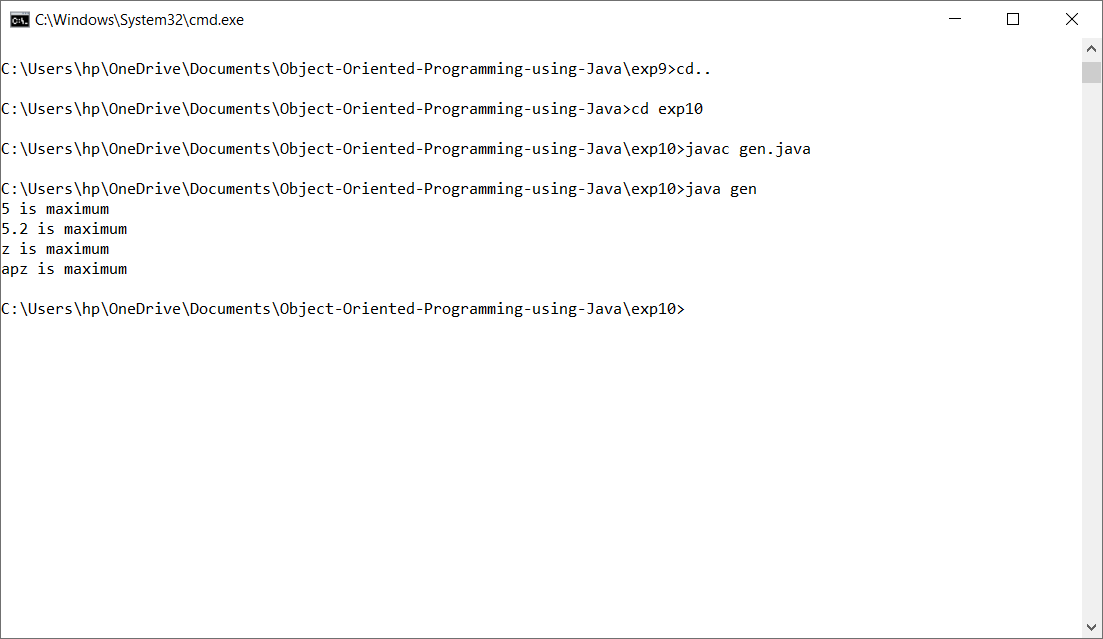 C:\Windows\System32\cmd.exe
C:\Users\hp\OneDrive\Documents\Object-Oriented-Programming-using-Java\exp9>cd..
C:\Users\hp\OneDrive\Documents\Object-Oriented-Programming-using-Java>cd exp10
C:\Users\hp\OneDrive\Documents\Object-Oriented-Programming-using-Java\exp10>javac gen.java
C:\Users\hp\OneDrive\Documents\Object-Oriented-Programming-using-Java\exp10>java gen
5 is maximum
5.2 is maximum
z is maximum
apz is maximum
C:\Users\hp\OneDrive\Documents\Object-Oriented-Programming-using-Java\exp10>